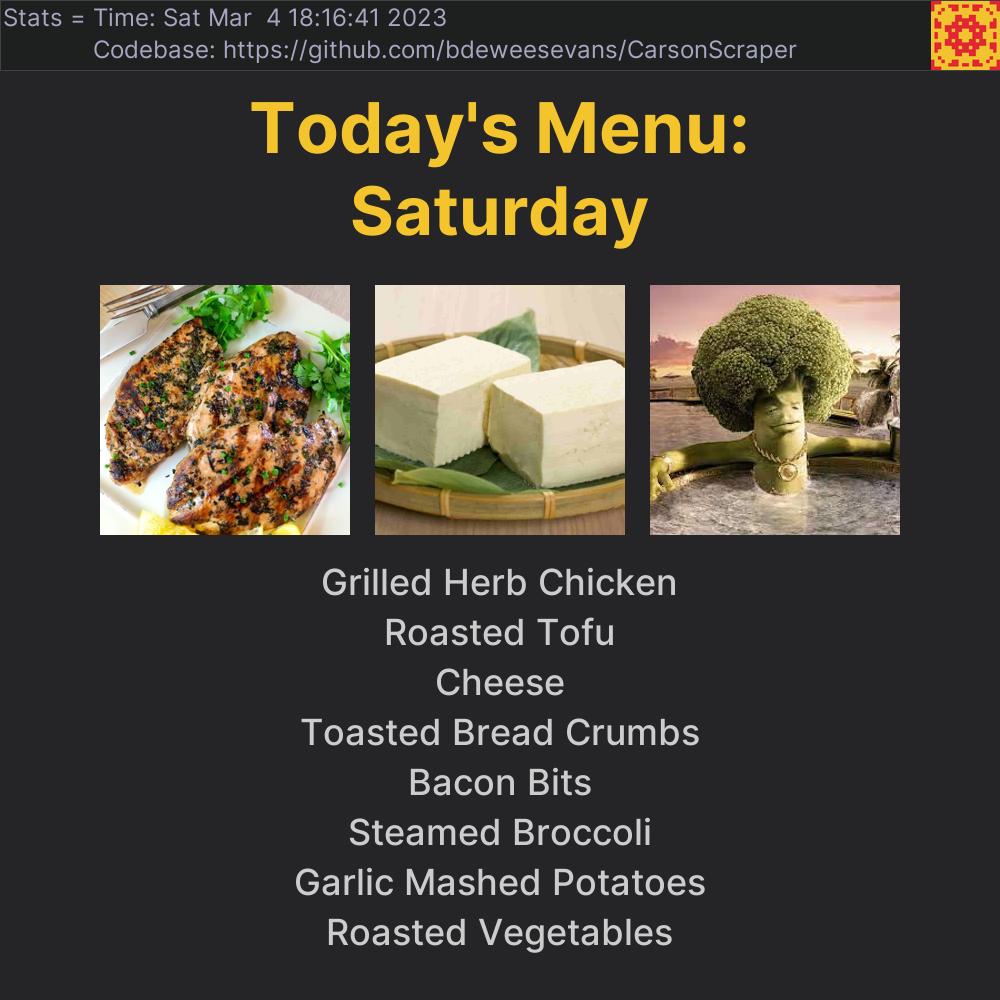 Stats = Time: Sat Mar  4 18:16:41 2023
Codebase: https://github.com/bdeweesevans/CarsonScraper
Today's Menu:
Saturday
Grilled Herb Chicken
Roasted Tofu
Cheese
Toasted Bread Crumbs
Bacon Bits
Steamed Broccoli
Garlic Mashed Potatoes
Roasted Vegetables